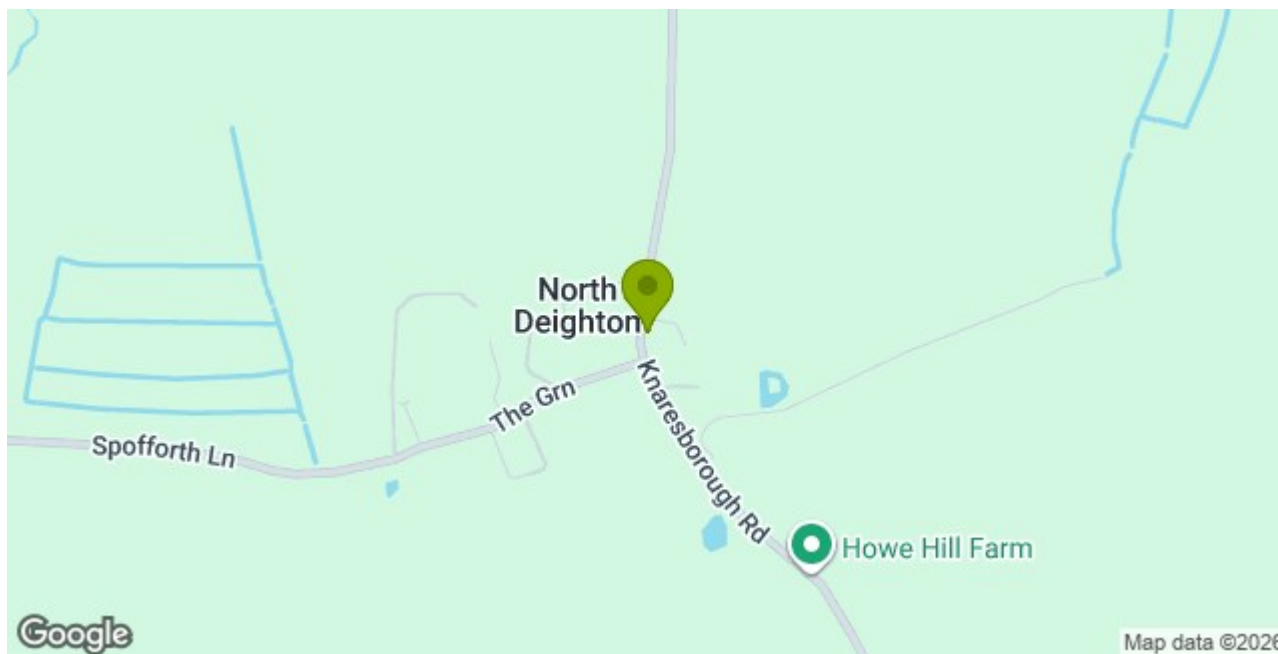 North
Deighton
The Grn
Knaresborough Rd
Spofforth Ln
Howe Hill Farm
Google
Map data ©2026